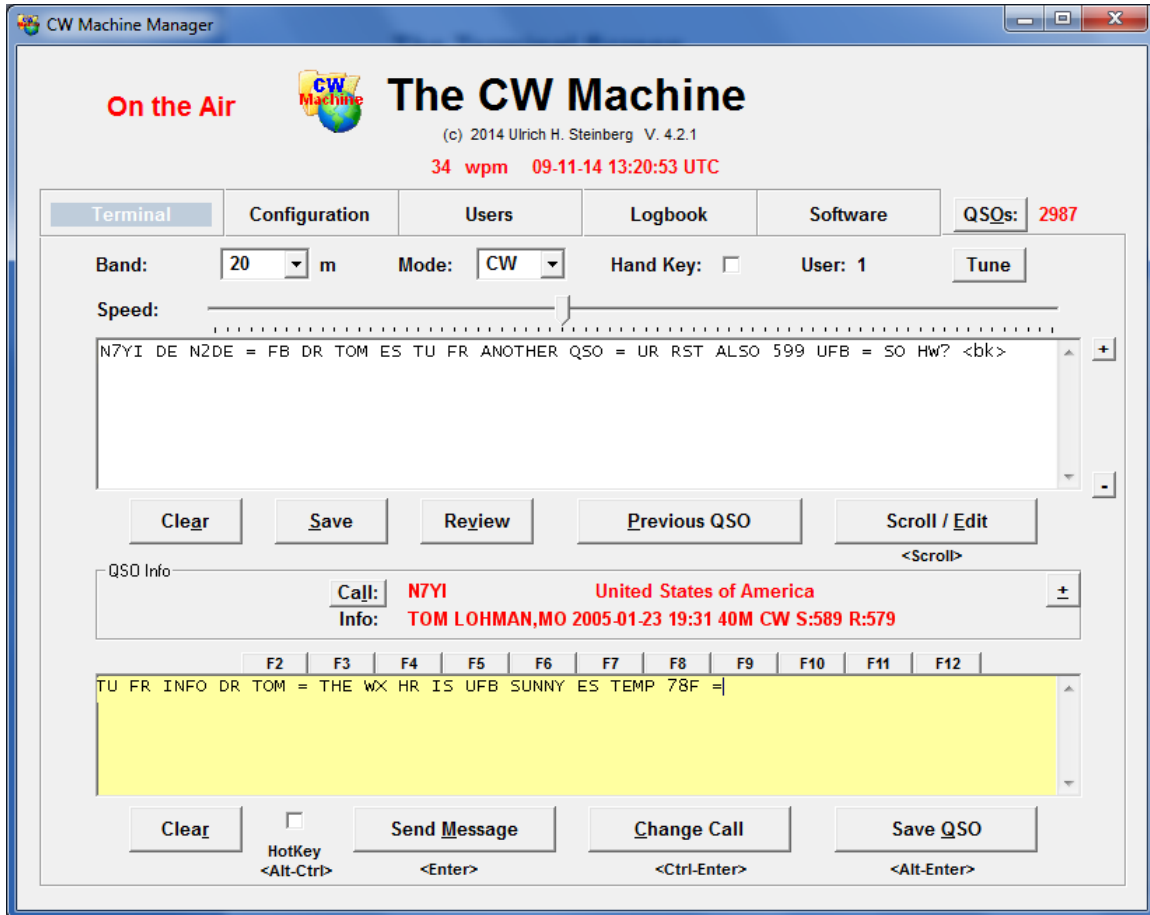 CW Machine Manager
On the Air
CW Machine
The CW Machine
(c) 2014 Ulrich H. Steinberg V. 4.2.1
34 wpm 09-11-14 13:20:53 UTC
Terminal Configuration Users Logbook Software QSOs: 2987
Band: 20 m Mode: CW Hand Key: User: 1 Tune
Speed:
N7YI DE N2DE = FB DR TOM ES TU FR ANOTHER QSO = UR RST ALSO 599 UFB = SO HW? <bk>
+
-
Clear Save Review Previous QSO Scroll / Edit
<Scroll>
QSO Info
Call: N7YI United States of America ±
Info: TOM LOHMAN,MO 2005-01-23 19:31 40M CW S:589 R:579
F2 F3 F4 F5 F6 F7 F8 F9 F10 F11 F12
TU FR INFO DR TOM = THE WX HR IS UFB SUNNY ES TEMP 78F =
Clear Send Message Change Call Save QSO
HotKey
<Alt-Ctrl> <Enter> <Ctrl-Enter> <Alt-Enter>